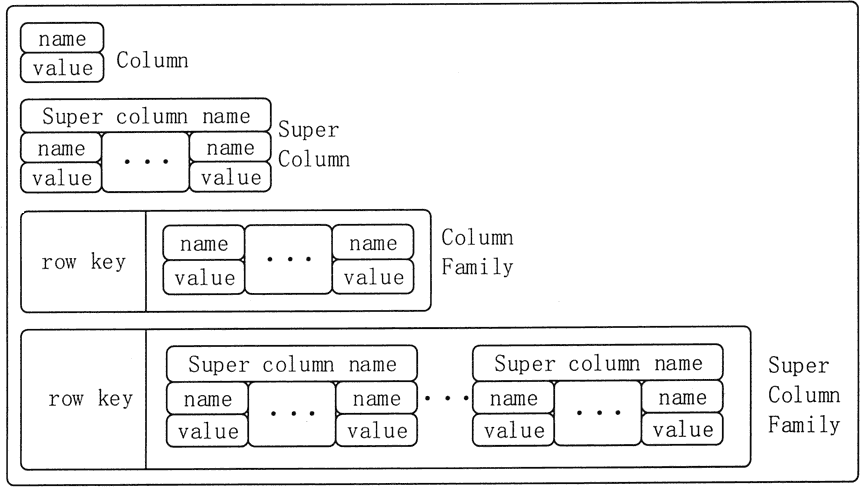 name
value
Column
Super column name
name ... name
value value
Super
Column
row key
name ... name
value value
Column
Family
row key
Super column name Super column name
name ... name ... name ... name
value value value value
Super
Column
Family